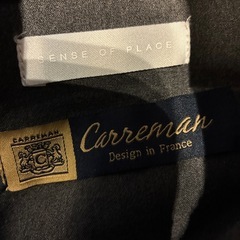 SENSE OF PLACE
CARREMAN
C
Carreman
Design in France